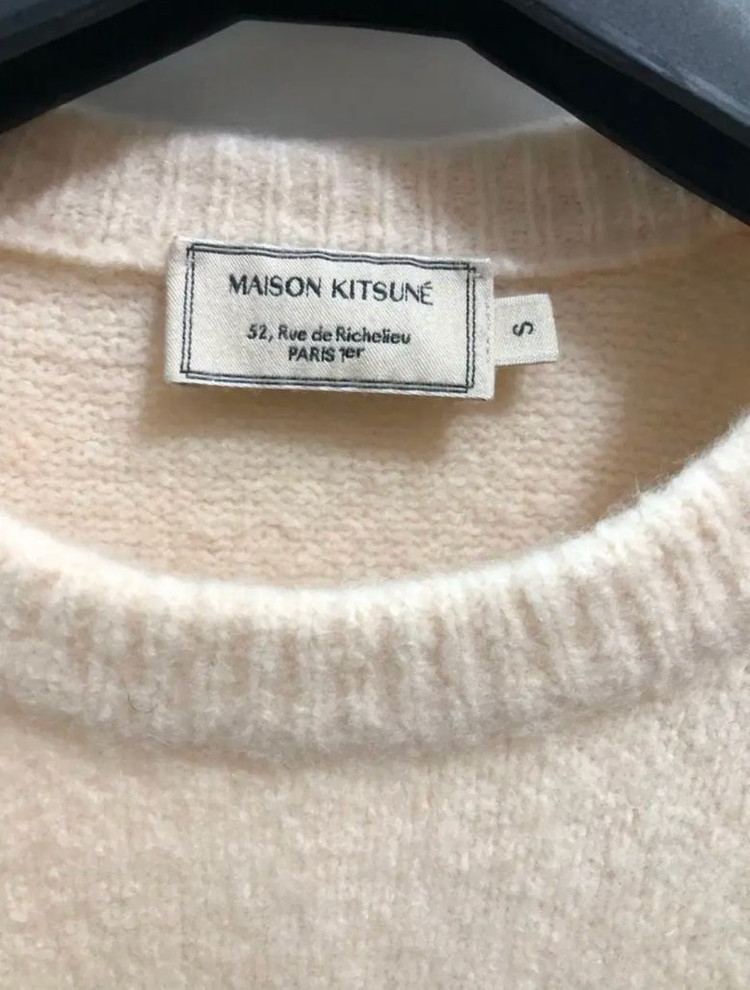 MAISON KITSUNÉ
52, Rue de Richelieu
PARIS 1er
S